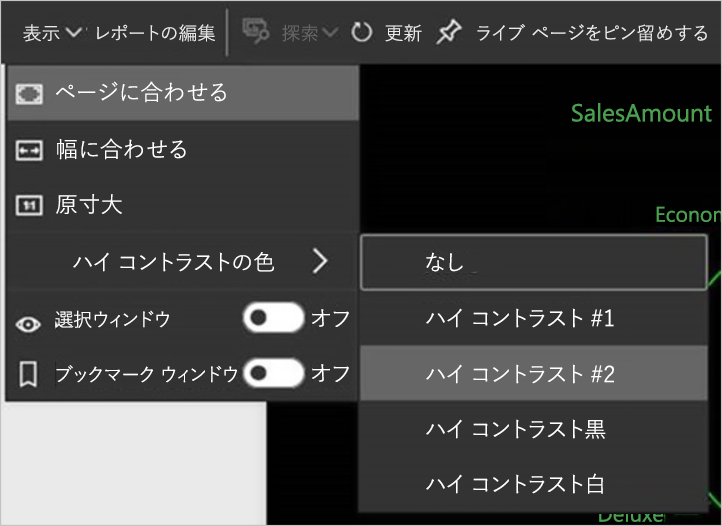 表示 レポートの編集 探索 更新 ライブ ページをピン留めする
ページに合わせる
SalesAmount
幅に合わせる
原寸大
1:1
Econom
ハイ コントラストの色
なし
選択ウィンドウ オフ
ハイ コントラスト #1
ブックマーク ウィンドウ オフ
ハイ コントラスト #2
ハイ コントラスト黒
ハイ コントラスト白
Deluxe